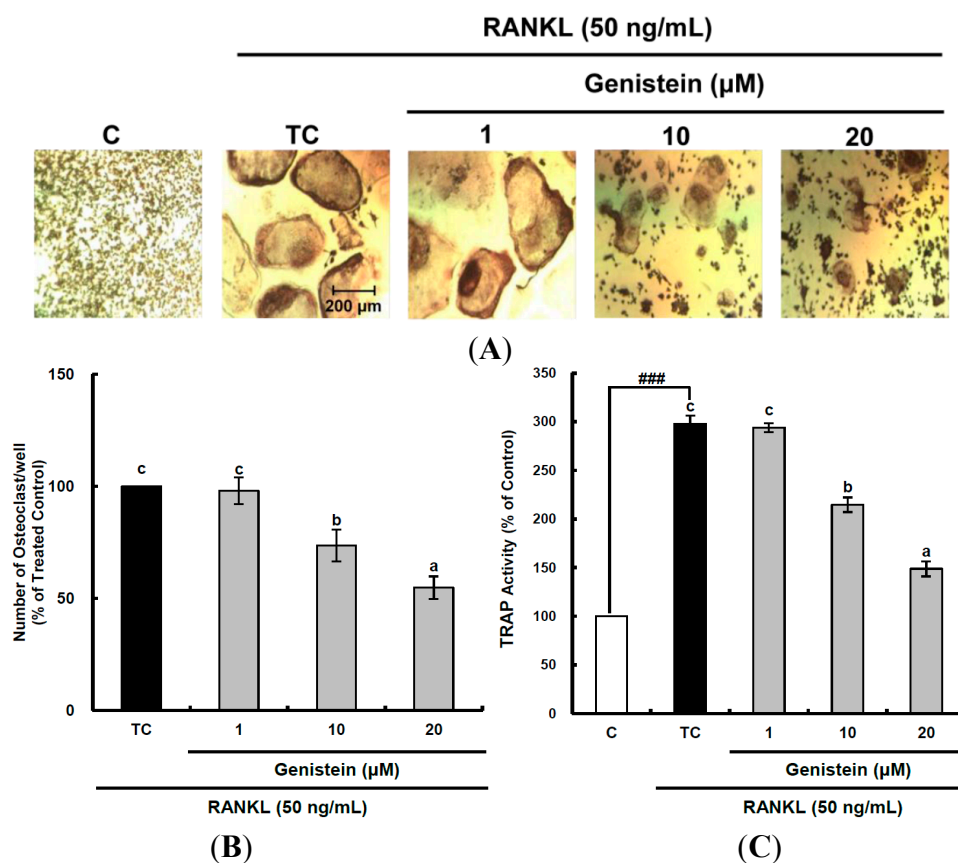 RANKL (50 ng/mL)
Genistein (µM)
C TC 1 10 20
200 µm
(A)
150
100
50
0
Number of Osteoclast/well
(% of Treated Control)
c c b a
TC 1 10 20
Genistein (µM)
RANKL (50 ng/mL)
(B)
350
300
250
200
150
100
50
0
TRAP Activity (% of Control)
###
c c b a
C TC 1 10 20
Genistein (µM)
RANKL (50 ng/mL)
(C)